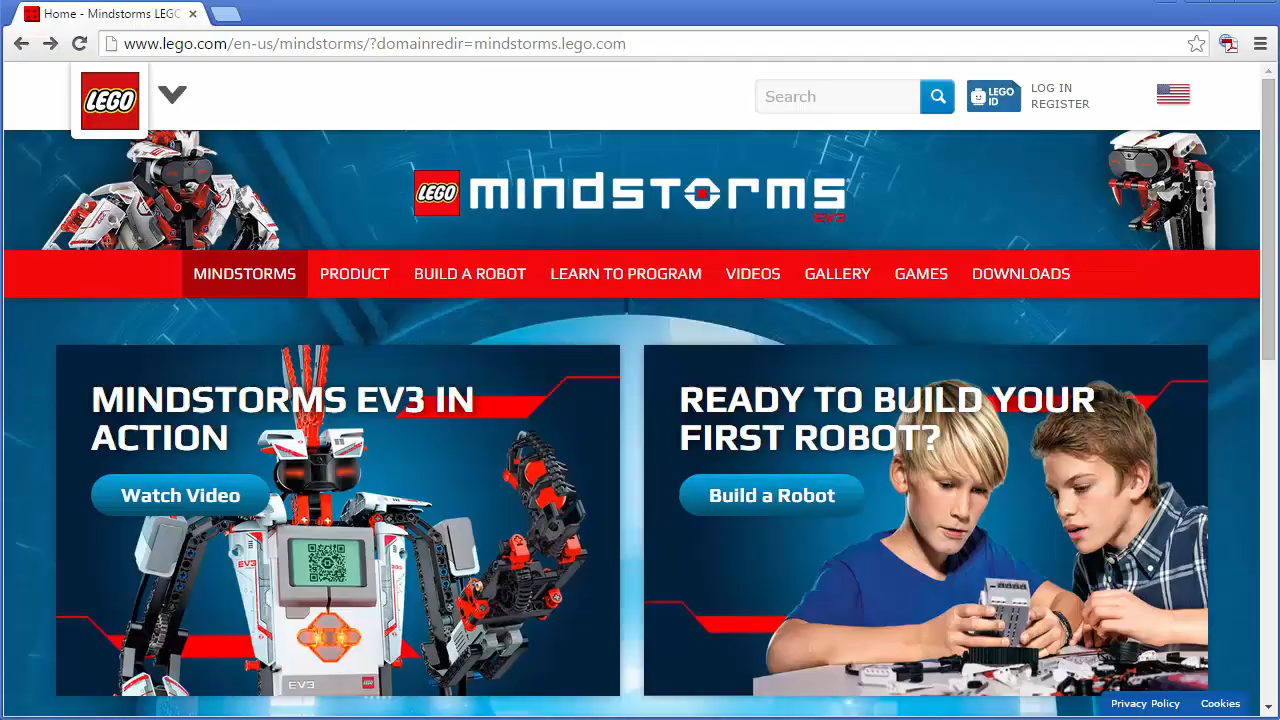 Home - Mindstorms LEGO
www.lego.com/en-us/mindstorms/?domainredir=mindstorms.lego.com
LEGO
Search
LEGO ID
LOG IN
REGISTER
LEGO mindstorms
EV3
MINDSTORMS PRODUCT BUILD A ROBOT LEARN TO PROGRAM VIDEOS GALLERY GAMES DOWNLOADS
MINDSTORMS EV3 IN
ACTION
Watch Video
EV3
EV3
LEGO
READY TO BUILD YOUR
FIRST ROBOT?
Build a Robot
Privacy Policy Cookies